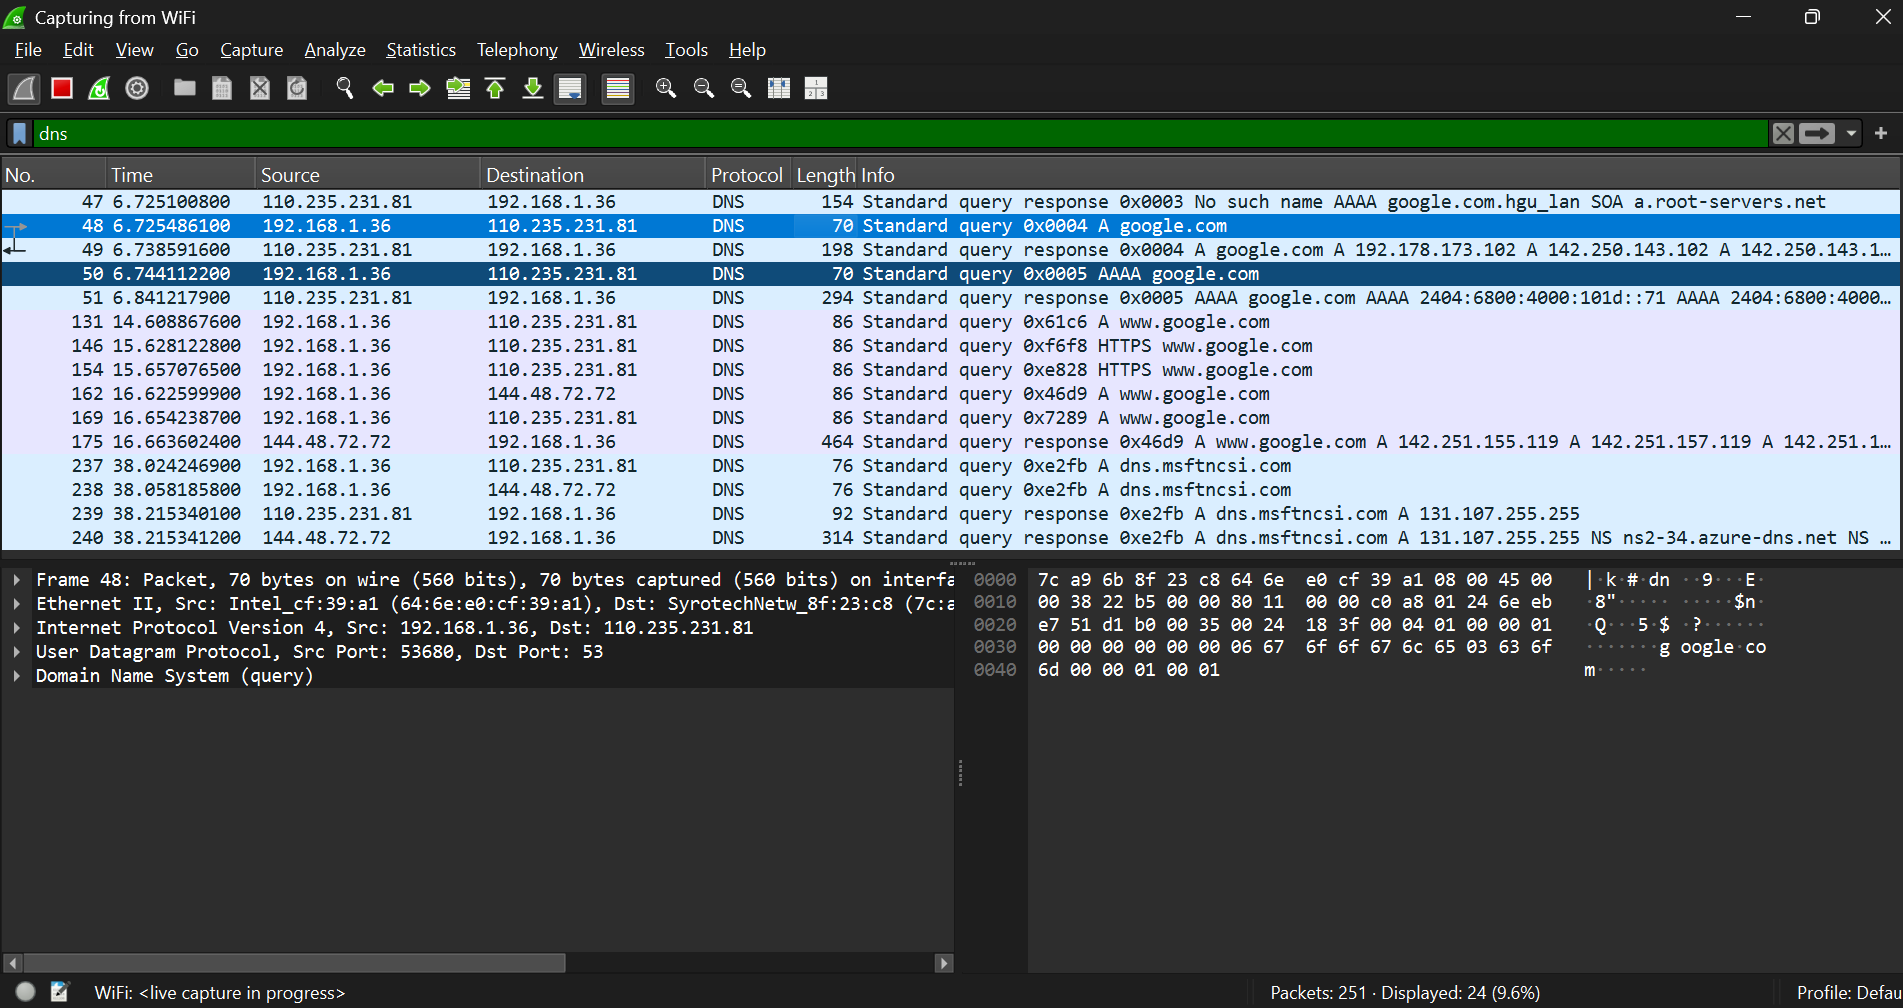 Capturing from WiFi
File Edit View Go Capture Analyze Statistics Telephony Wireless Tools Help
dns
No. Time Source Destination Protocol Length Info
47 6.725100800 110.235.231.81 192.168.1.36 DNS 154 Standard query response 0x0003 No such name AAAA google.com.hgu_lan SOA a.root-servers.net
48 6.725486100 192.168.1.36 110.235.231.81 DNS 70 Standard query 0x0004 A google.com
49 6.738591600 110.235.231.81 192.168.1.36 DNS 198 Standard query response 0x0004 A google.com A 192.178.173.102 A 142.250.143.102 A 142.250.143.1…
50 6.744112200 192.168.1.36 110.235.231.81 DNS 70 Standard query 0x0005 AAAA google.com
51 6.841217900 110.235.231.81 192.168.1.36 DNS 294 Standard query response 0x0005 AAAA google.com AAAA 2404:6800:4000:101d::71 AAAA 2404:6800:4000…
131 14.608867600 192.168.1.36 110.235.231.81 DNS 86 Standard query 0x61c6 A www.google.com
146 15.628122800 192.168.1.36 110.235.231.81 DNS 86 Standard query 0xf6f8 HTTPS www.google.com
154 15.657076500 192.168.1.36 110.235.231.81 DNS 86 Standard query 0xe828 HTTPS www.google.com
162 16.622599900 192.168.1.36 144.48.72.72 DNS 86 Standard query 0x46d9 A www.google.com
169 16.654238700 192.168.1.36 110.235.231.81 DNS 86 Standard query 0x7289 A www.google.com
175 16.663602400 144.48.72.72 192.168.1.36 DNS 464 Standard query response 0x46d9 A www.google.com A 142.251.155.119 A 142.251.157.119 A 142.251.1…
237 38.024246900 192.168.1.36 110.235.231.81 DNS 76 Standard query 0xe2fb A dns.msftncsi.com
238 38.058185800 192.168.1.36 144.48.72.72 DNS 76 Standard query 0xe2fb A dns.msftncsi.com
239 38.215340100 110.235.231.81 192.168.1.36 DNS 92 Standard query response 0xe2fb A dns.msftncsi.com A 131.107.255.255
240 38.215341200 144.48.72.72 192.168.1.36 DNS 314 Standard query response 0xe2fb A dns.msftncsi.com A 131.107.255.255 NS ns2-34.azure-dns.net NS …
Frame 48: Packet, 70 bytes on wire (560 bits), 70 bytes captured (560 bits) on interfa
Ethernet II, Src: Intel_cf:39:a1 (64:6e:e0:cf:39:a1), Dst: SyrotechNetw_8f:23:c8 (7c:a
Internet Protocol Version 4, Src: 192.168.1.36, Dst: 110.235.231.81
User Datagram Protocol, Src Port: 53680, Dst Port: 53
Domain Name System (query)
0000 7c a9 6b 8f 23 c8 64 6e e0 cf 39 a1 08 00 45 00 |·k·#·dn ··9···E·
0010 00 38 22 b5 00 00 80 11 00 00 c0 a8 01 24 6e eb ·8"····· ·····$n·
0020 e7 51 d1 b0 00 35 00 24 18 3f 00 04 01 00 00 01 ·Q···5·$ ·?······
0030 00 00 00 00 00 00 06 67 6f 6f 67 6c 65 03 63 6f ·······g oogle·co
0040 6d 00 00 01 00 01 m·····
WiFi: <live capture in progress>
Packets: 251 · Displayed: 24 (9.6%)
Profile: Defau